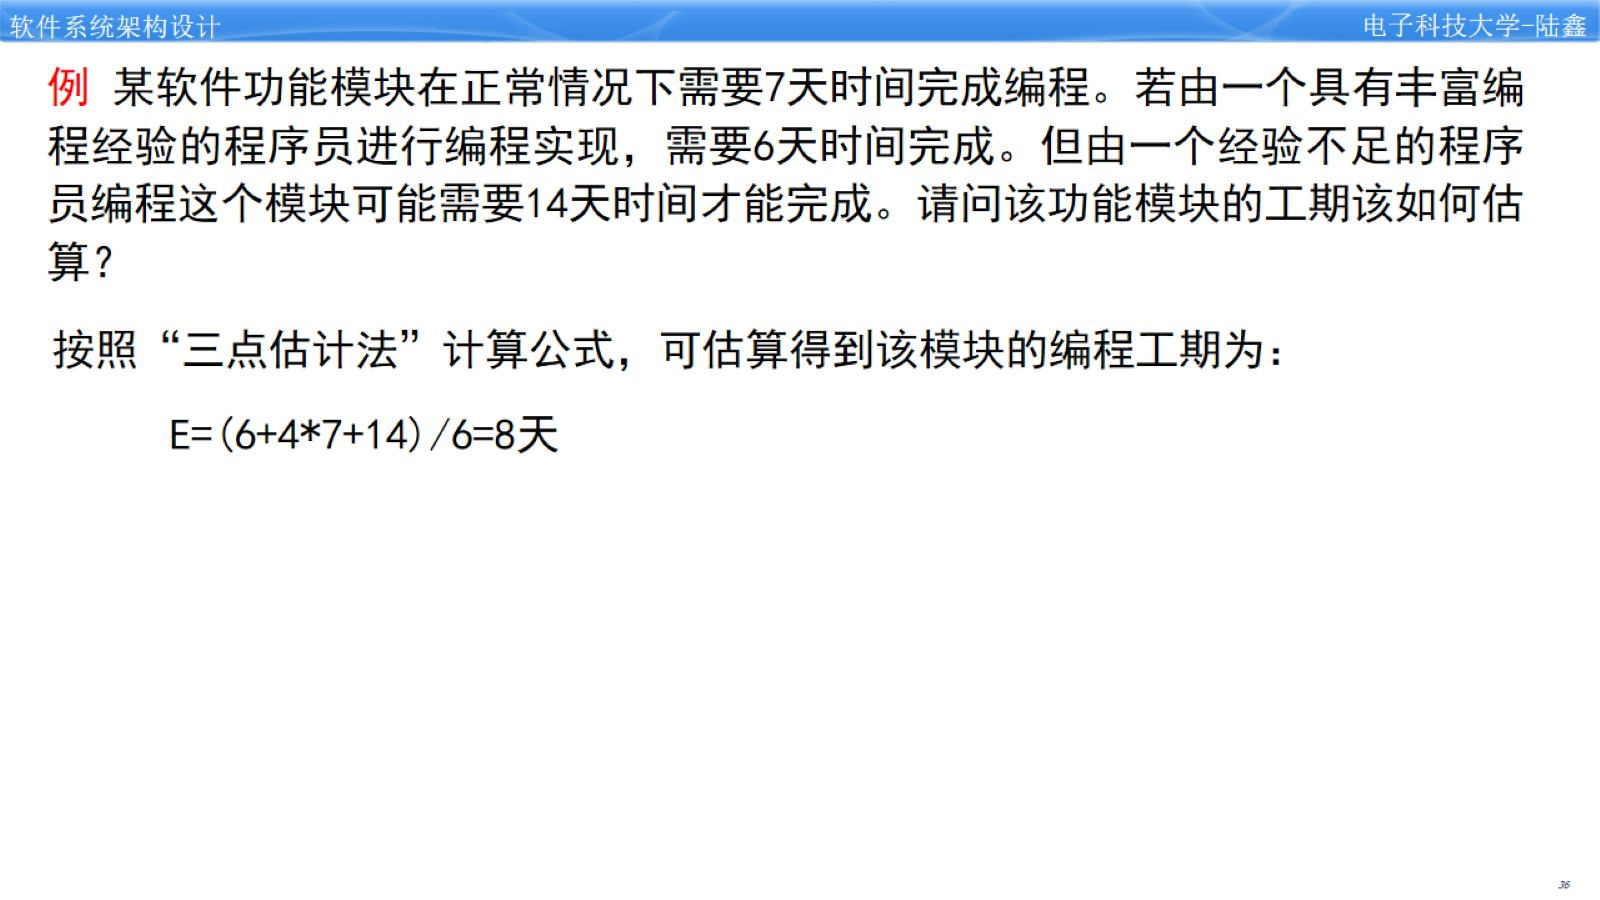 软件系统架构设计
电子科技大学-陆鑫
例 某软件功能模块在正常情况下需要7天时间完成编程。若由一个具有丰富编
程经验的程序员进行编程实现，需要6天时间完成。但由一个经验不足的程序
员编程这个模块可能需要14天时间才能完成。请问该功能模块的工期该如何估
算？
按照“三点估计法”计算公式，可估算得到该模块的编程工期为：
E=(6+4*7+14)/6=8天
36